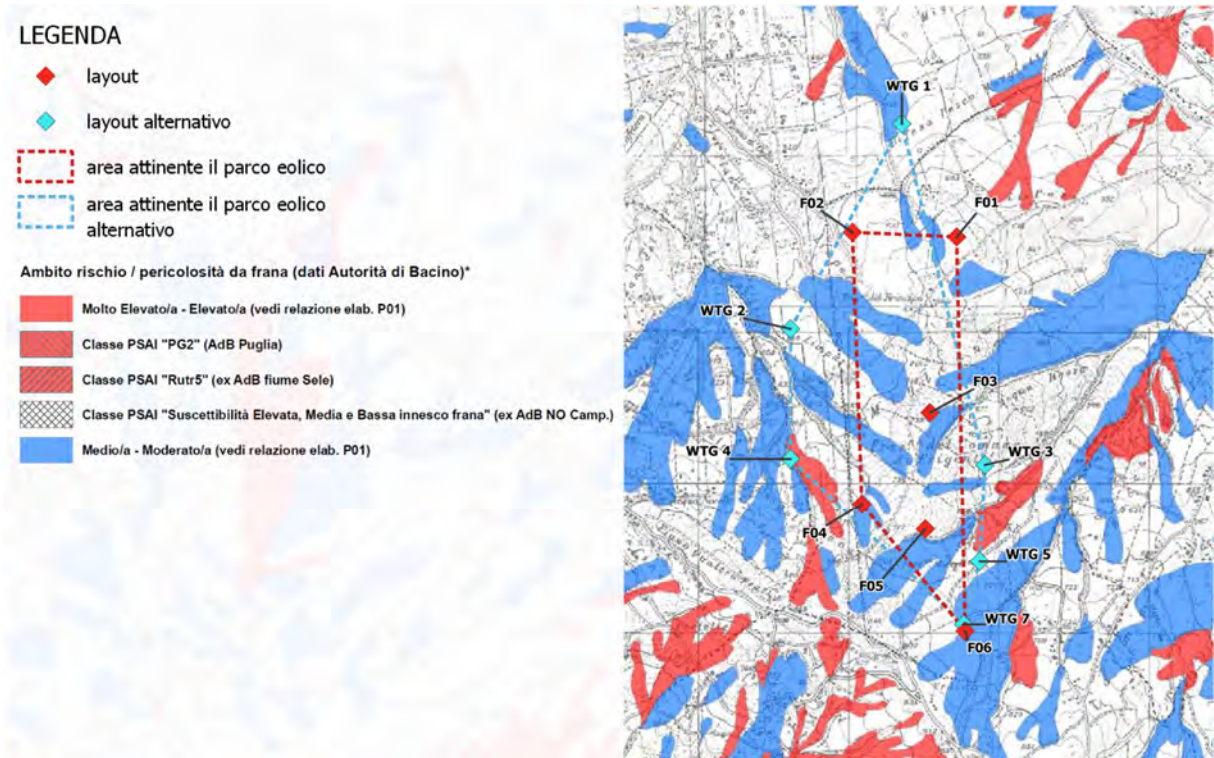 LEGENDA
layout
layout alternativo
area attinente il parco eolico
area attinente il parco eolico
alternativo
Ambito rischio / pericolosità da frana (dati Autorità di Bacino)*
Molto Elevato/a - Elevato/a (vedi relazione elab. P01)
Classe PSAI "PG2" (AdB Puglia)
Classe PSAI "Rutr5" (ex AdB fiume Sele)
Classe PSAI "Suscettibilità Elevata, Media e Bassa innesco frana" (ex AdB NO Camp.)
Medio/a - Moderato/a (vedi relazione elab. P01)
WTG 1
F02
F01
WTG 2
F03
WTG 4
WTG 3
F04
F05
WTG 5
WTG 7
F06